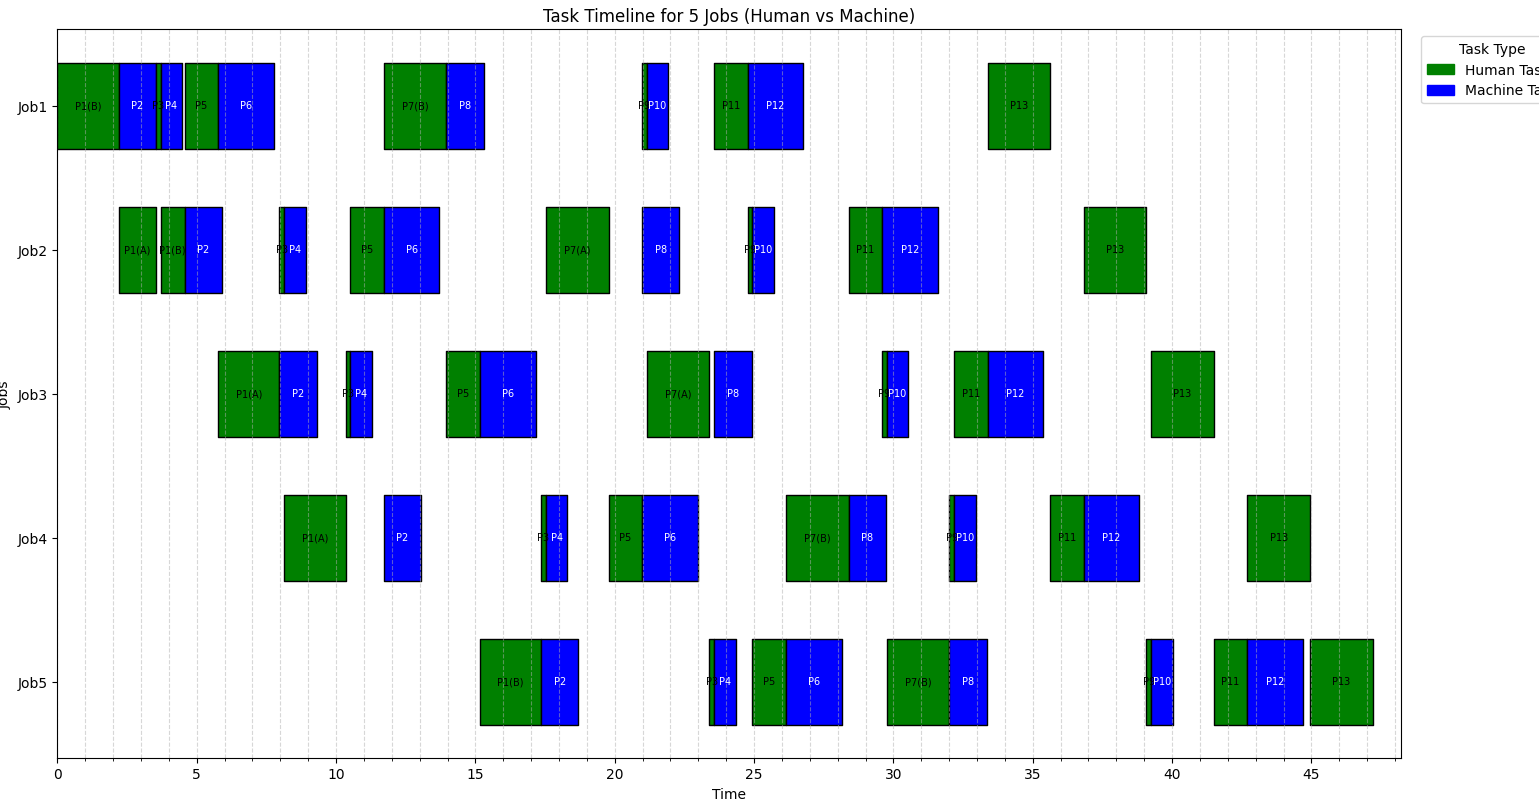 Task Timeline for 5 Jobs (Human vs Machine)
Task Type
Human Tas
Machine Ta
Job1
P1(B) P2 P4 P5 P6 P7(B) P8 P10 P11 P12 P13
Job2
P1(A) P1(B) P2 P4 P5 P6 P7(A) P8 P10 P11 P12 P13
Jobs
Job3
P1(A) P2 P4 P5 P6 P7(A) P8 P10 P11 P12 P13
Job4
P1(A) P2 P4 P5 P6 P7(B) P8 P10 P11 P12 P13
Job5
P1(B) P2 P4 P5 P6 P7(B) P8 P10 P11 P12 P13
0 5 10 15 20 25 30 35 40 45
Time